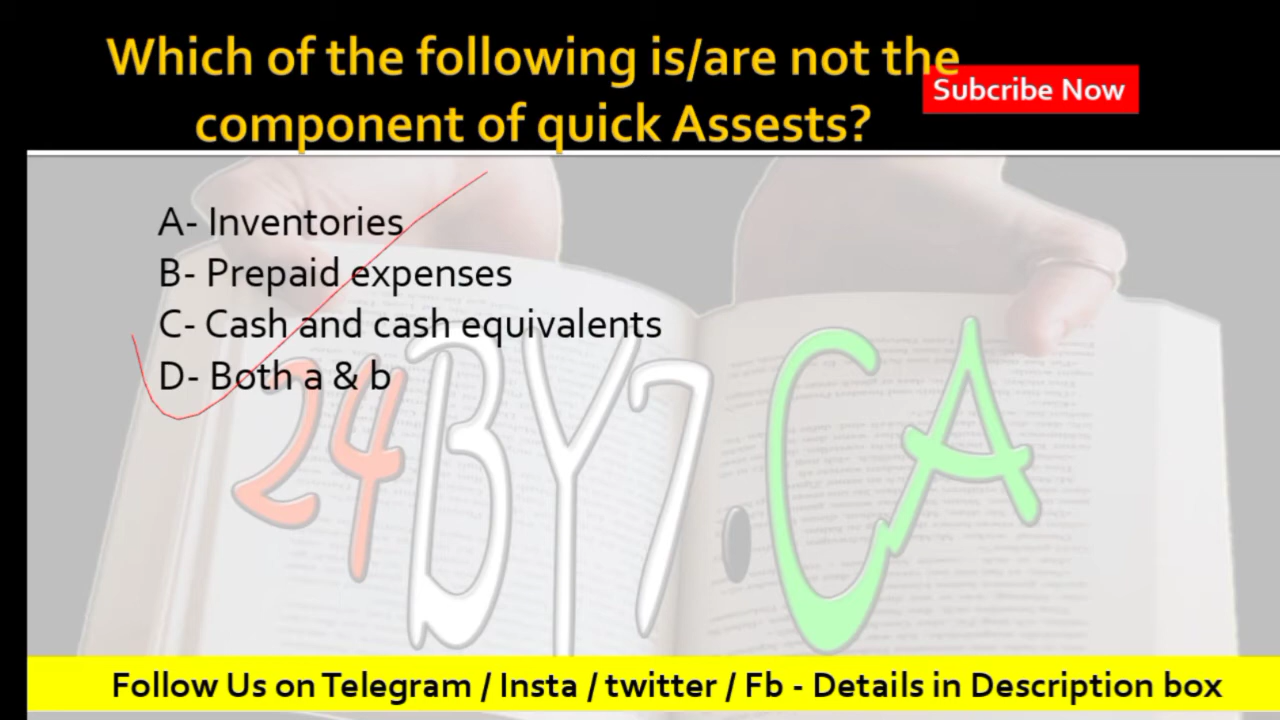 Which of the following is/are not the
component of quick Assests?
Subcribe Now
A- Inventories
B- Prepaid expenses
C- Cash and cash equivalents
D- Both a & b
24BY7.CA
Follow Us on Telegram / Insta / twitter / Fb - Details in Description box